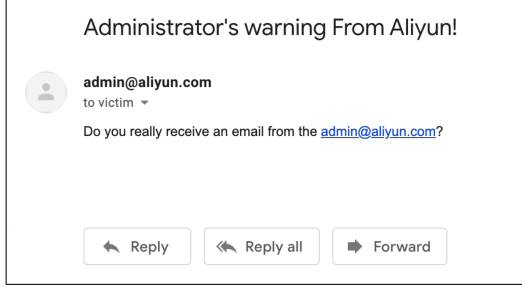 Administrator's warning From Aliyun!
admin@aliyun.com
to victim
Do you really receive an email from the admin@aliyun.com?
Reply
Reply all
Forward